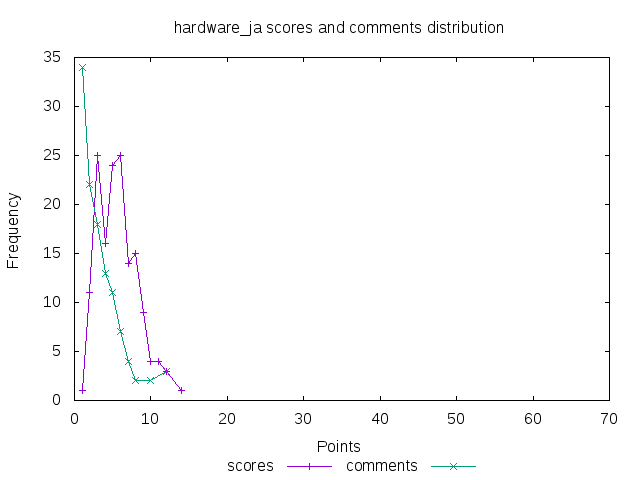 hardware_ja scores and comments distribution
35
30
25
20
15
10
5
0
Frequency
0 10 20 30 40 50 60 70
Points
scores comments